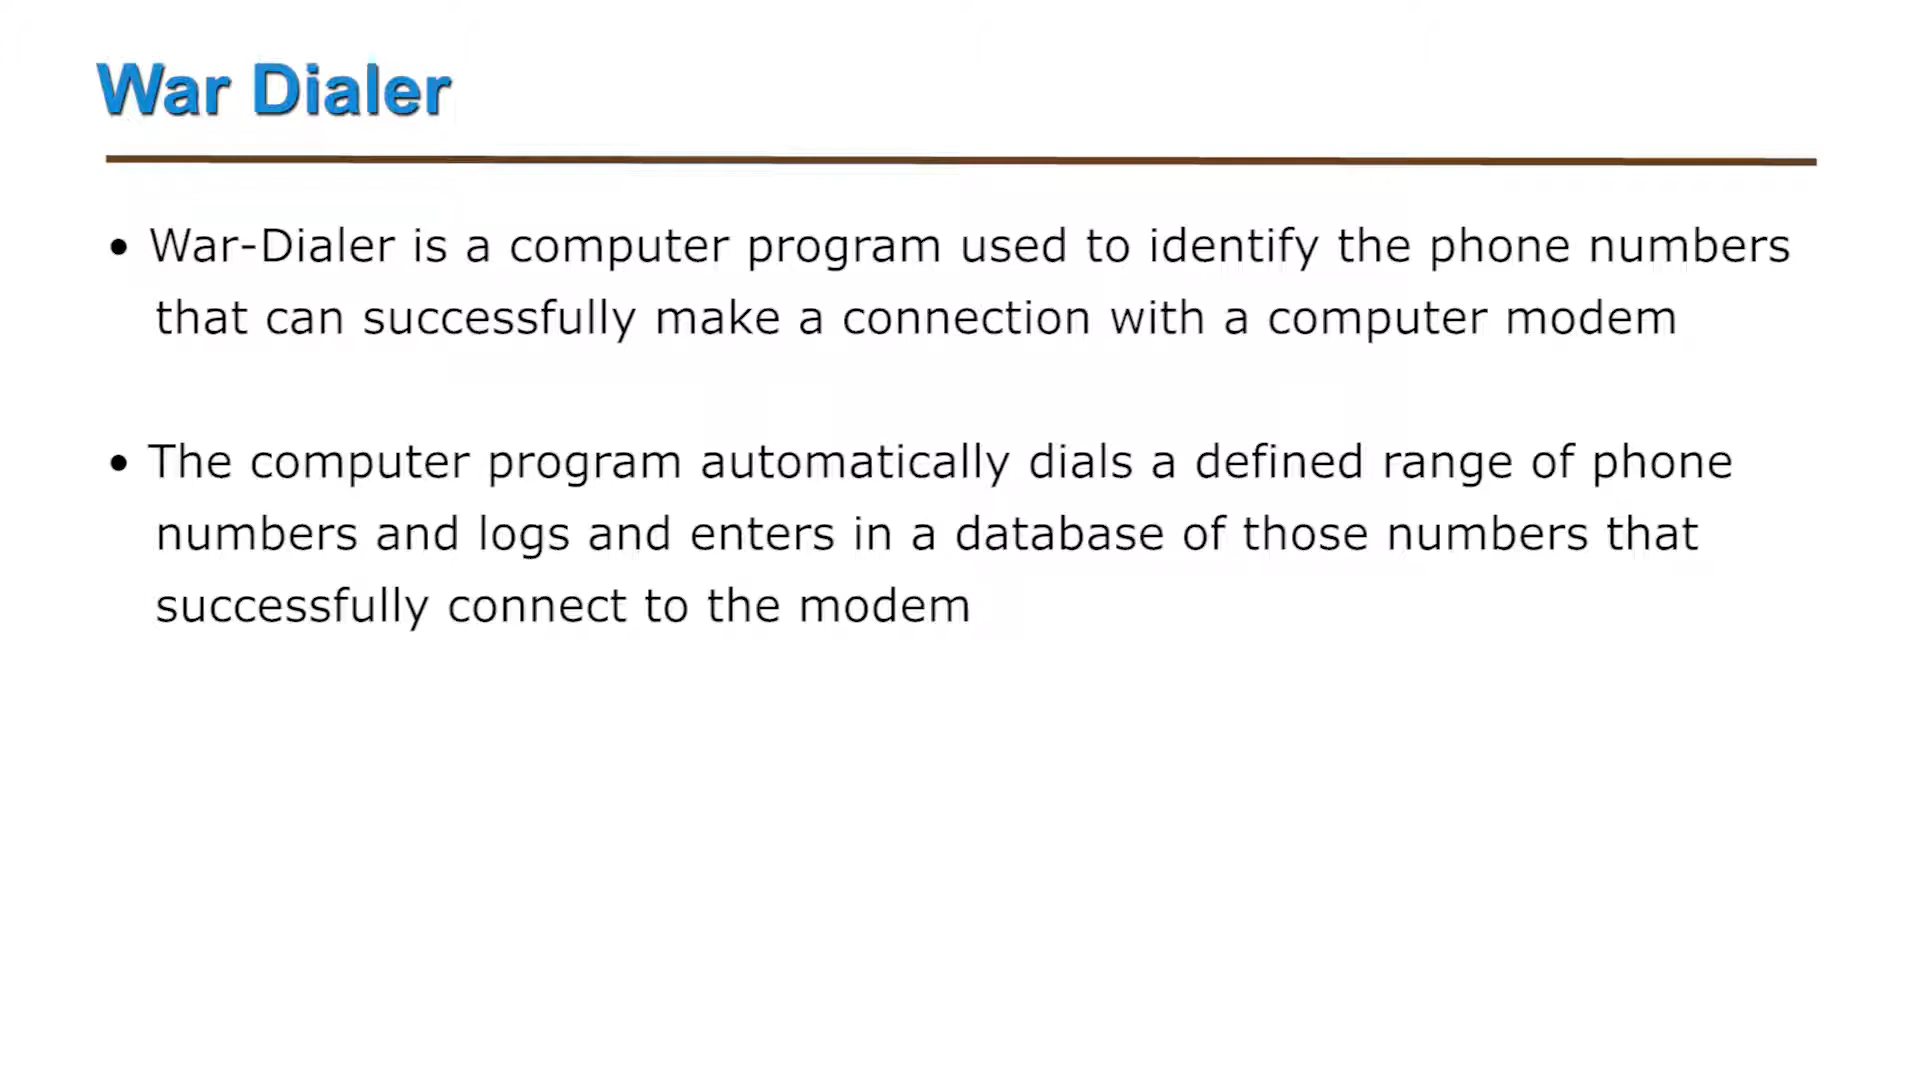 War Dialer
• War-Dialer is a computer program used to identify the phone numbers
that can successfully make a connection with a computer modem
• The computer program automatically dials a defined range of phone
numbers and logs and enters in a database of those numbers that
successfully connect to the modem